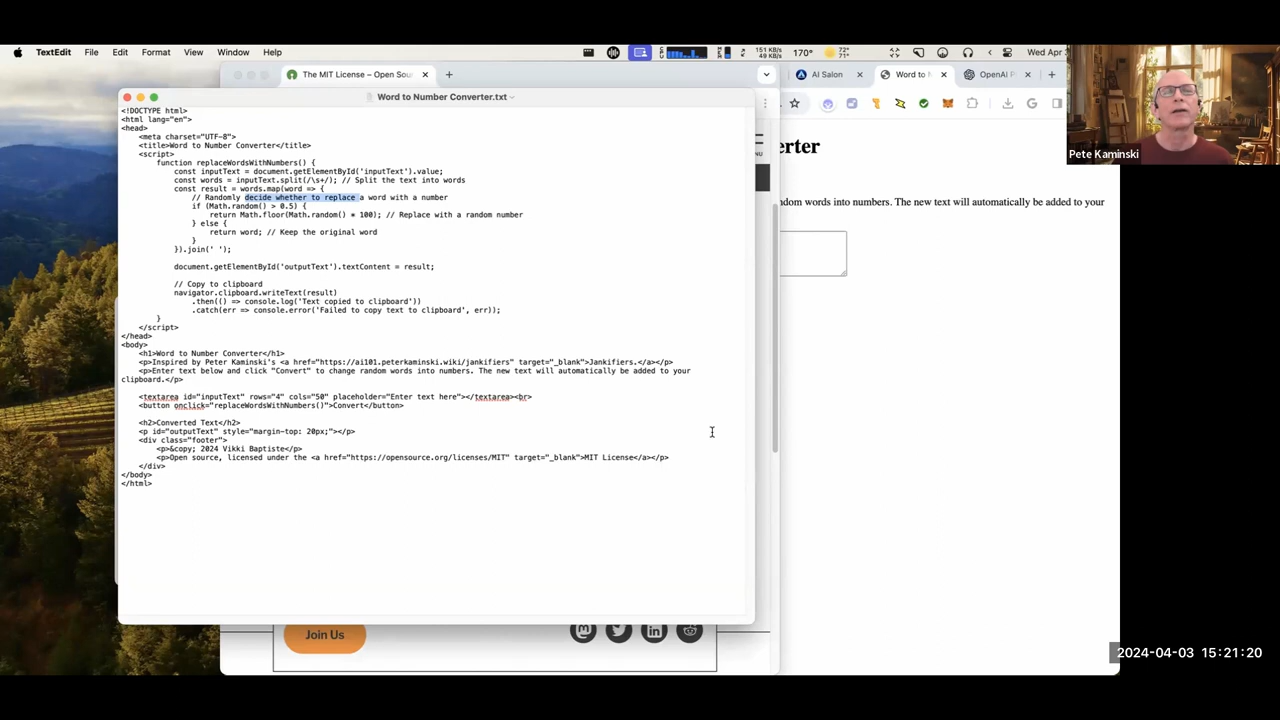 TextEdit File Edit Format View Window Help 151 KB/s 49 KB/s 170° 72° 71° Wed Apr 3
The MIT License – Open Sou
AI Salon Word to N OpenAI P
Word to Number Converter.txt
<!DOCTYPE html>
<html lang="en">
<head>
<meta charset="UTF-8">
<title>Word to Number Converter</title>
<script>
function replaceWordsWithNumbers() {
const inputText = document.getElementById('inputText').value;
const words = inputText.split(/\s+/); // Split the text into words
const result = words.map(word => {
// Randomly decide whether to replace a word with a number
if (Math.random() > 0.5) {
return Math.floor(Math.random() * 100); // Replace with a random number
} else {
return word; // Keep the original word
}
}).join(' ');
document.getElementById('outputText').textContent = result;
// Copy to clipboard
navigator.clipboard.writeText(result)
.then(() => console.log('Text copied to clipboard'))
.catch(err => console.error('Failed to copy text to clipboard', err));
}
</script>
</head>
<body>
<h1>Word to Number Converter</h1>
<p>Inspired by Peter Kaminski's <a href="https://ai101.peterkaminski.wiki/jankifiers" target="_blank">Jankifiers.</a></p>
<p>Enter text below and click "Convert" to change random words into numbers. The new text will automatically be added to your
clipboard.</p>
<textarea id="inputText" rows="4" cols="50" placeholder="Enter text here"></textarea><br>
<button onclick="replaceWordsWithNumbers()">Convert</button>
<h2>Converted Text</h2>
<p id="outputText" style="margin-top: 20px;"></p>
<div class="footer">
<p>&copy; 2024 Vikki Baptiste</p>
<p>Open source, licensed under the <a href="https://opensource.org/licenses/MIT" target="_blank">MIT License</a></p>
</div>
</body>
</html>
erter
ndom words into numbers. The new text will automatically be added to your
Pete Kaminski
Join Us
2024-04-03 15:21:20